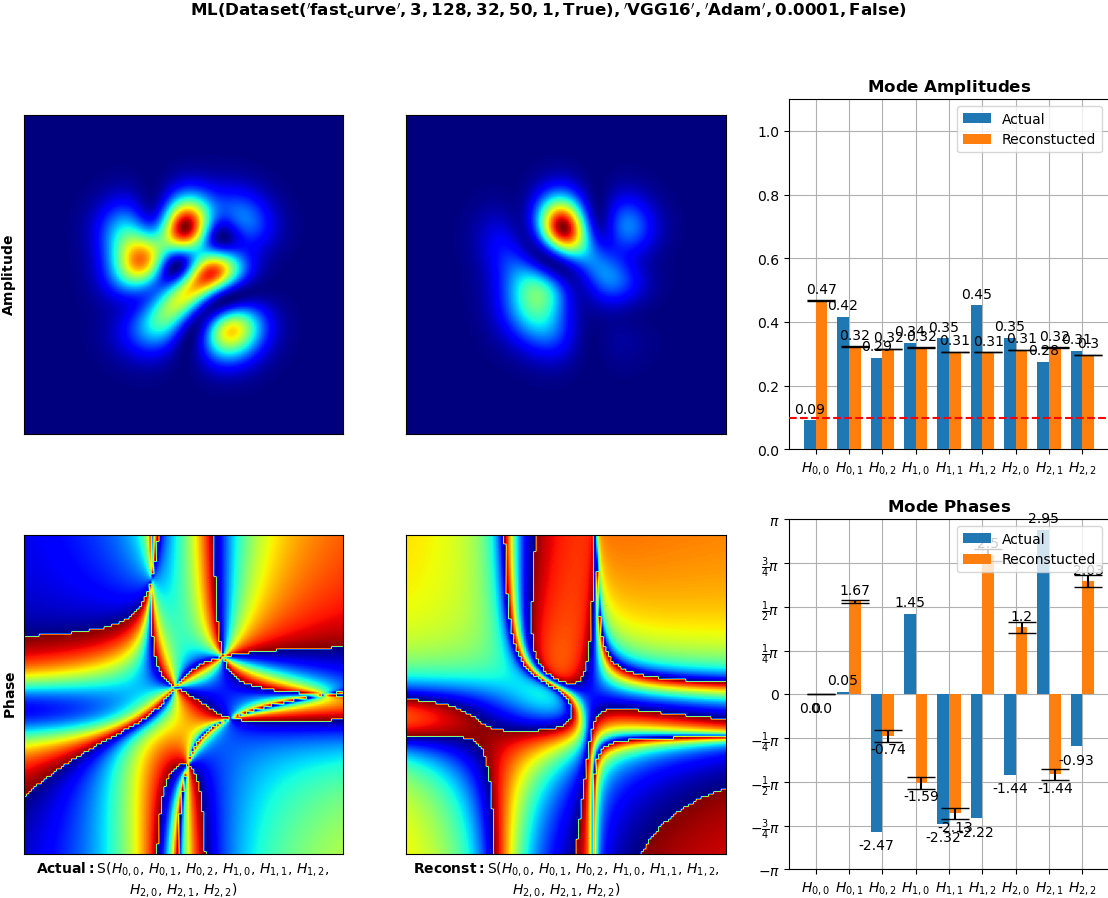 ML(Dataset('fast_curve', 3, 128, 32, 50, 1, True), 'VGG16', 'Adam', 0.0001, False)
Mode Amplitudes
Amplitude
Actual
Reconstucted
1.0
0.8
0.6
0.4
0.2
0.0
0.09
0.47
0.42
0.32
0.29
0.32
0.34
0.32
0.35
0.31
0.45
0.31
0.35
0.31
0.28
0.32
0.31
0.3
H0,0 H0,1 H0,2 H1,0 H1,1 H1,2 H2,0 H2,1 H2,2
Mode Phases
Phase
Actual
Reconstucted
π
3/4π
1/2π
1/4π
0
−1/4π
−1/2π
−3/4π
−π
0.0
0.0
0.05
1.67
-2.47
-0.74
1.45
-1.59
-2.32
-2.13
-2.22
2.5
-1.44
1.2
2.95
-1.44
-0.93
2.03
H0,0 H0,1 H0,2 H1,0 H1,1 H1,2 H2,0 H2,1 H2,2
Actual: S(H0,0, H0,1, H0,2, H1,0, H1,1, H1,2,
H2,0, H2,1, H2,2)
Reconst: S(H0,0, H0,1, H0,2, H1,0, H1,1, H1,2,
H2,0, H2,1, H2,2)